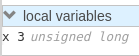 local variables
x 3 unsigned long